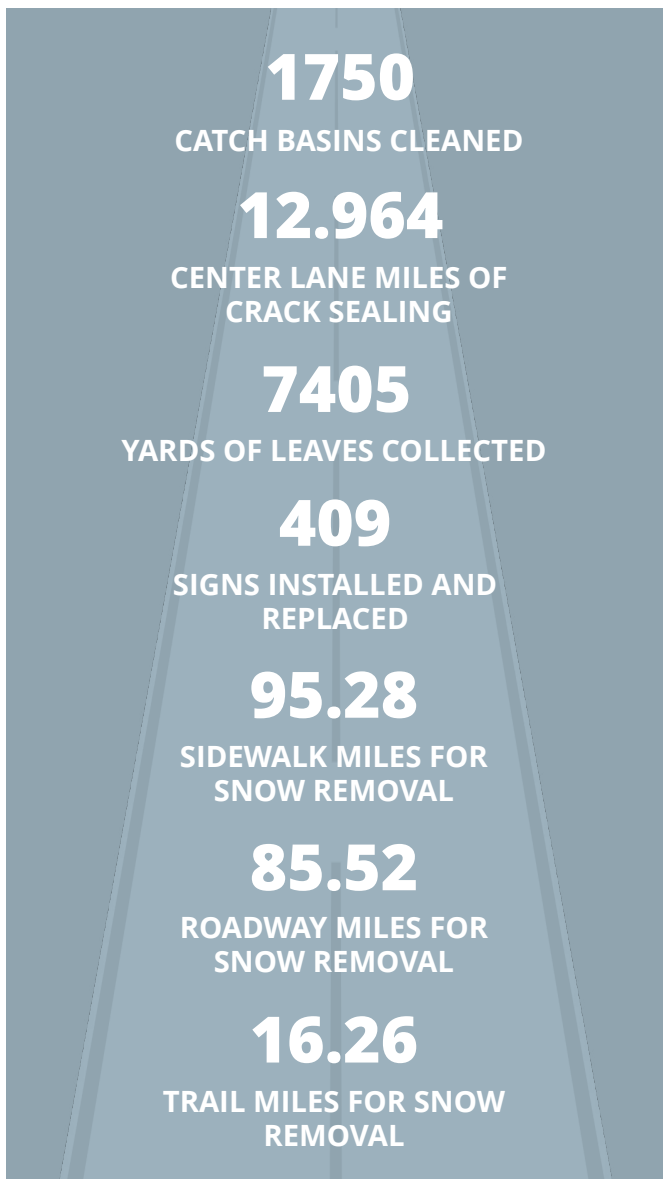 1750
CATCH BASINS CLEANED
12.964
CENTER LANE MILES OF
CRACK SEALING
7405
YARDS OF LEAVES COLLECTED
409
SIGNS INSTALLED AND
REPLACED
95.28
SIDEWALK MILES FOR
SNOW REMOVAL
85.52
ROADWAY MILES FOR
SNOW REMOVAL
16.26
TRAIL MILES FOR SNOW
REMOVAL